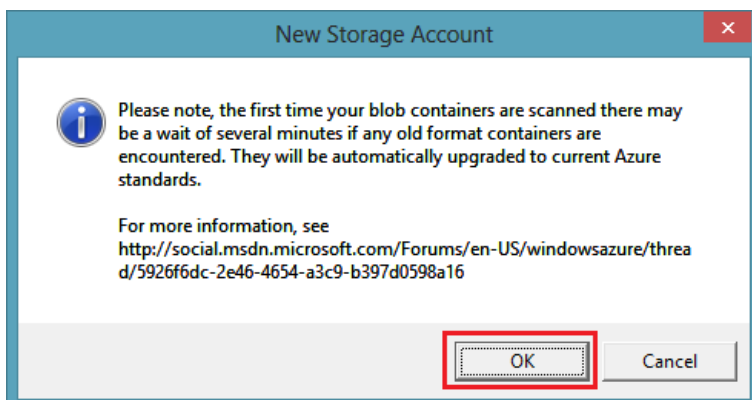 New Storage Account
Please note, the first time your blob containers are scanned there may
be a wait of several minutes if any old format containers are
encountered. They will be automatically upgraded to current Azure
standards.
For more information, see
http://social.msdn.microsoft.com/Forums/en-US/windowsazure/threa
d/5926f6dc-2e46-4654-a3c9-b397d0598a16
OK
Cancel